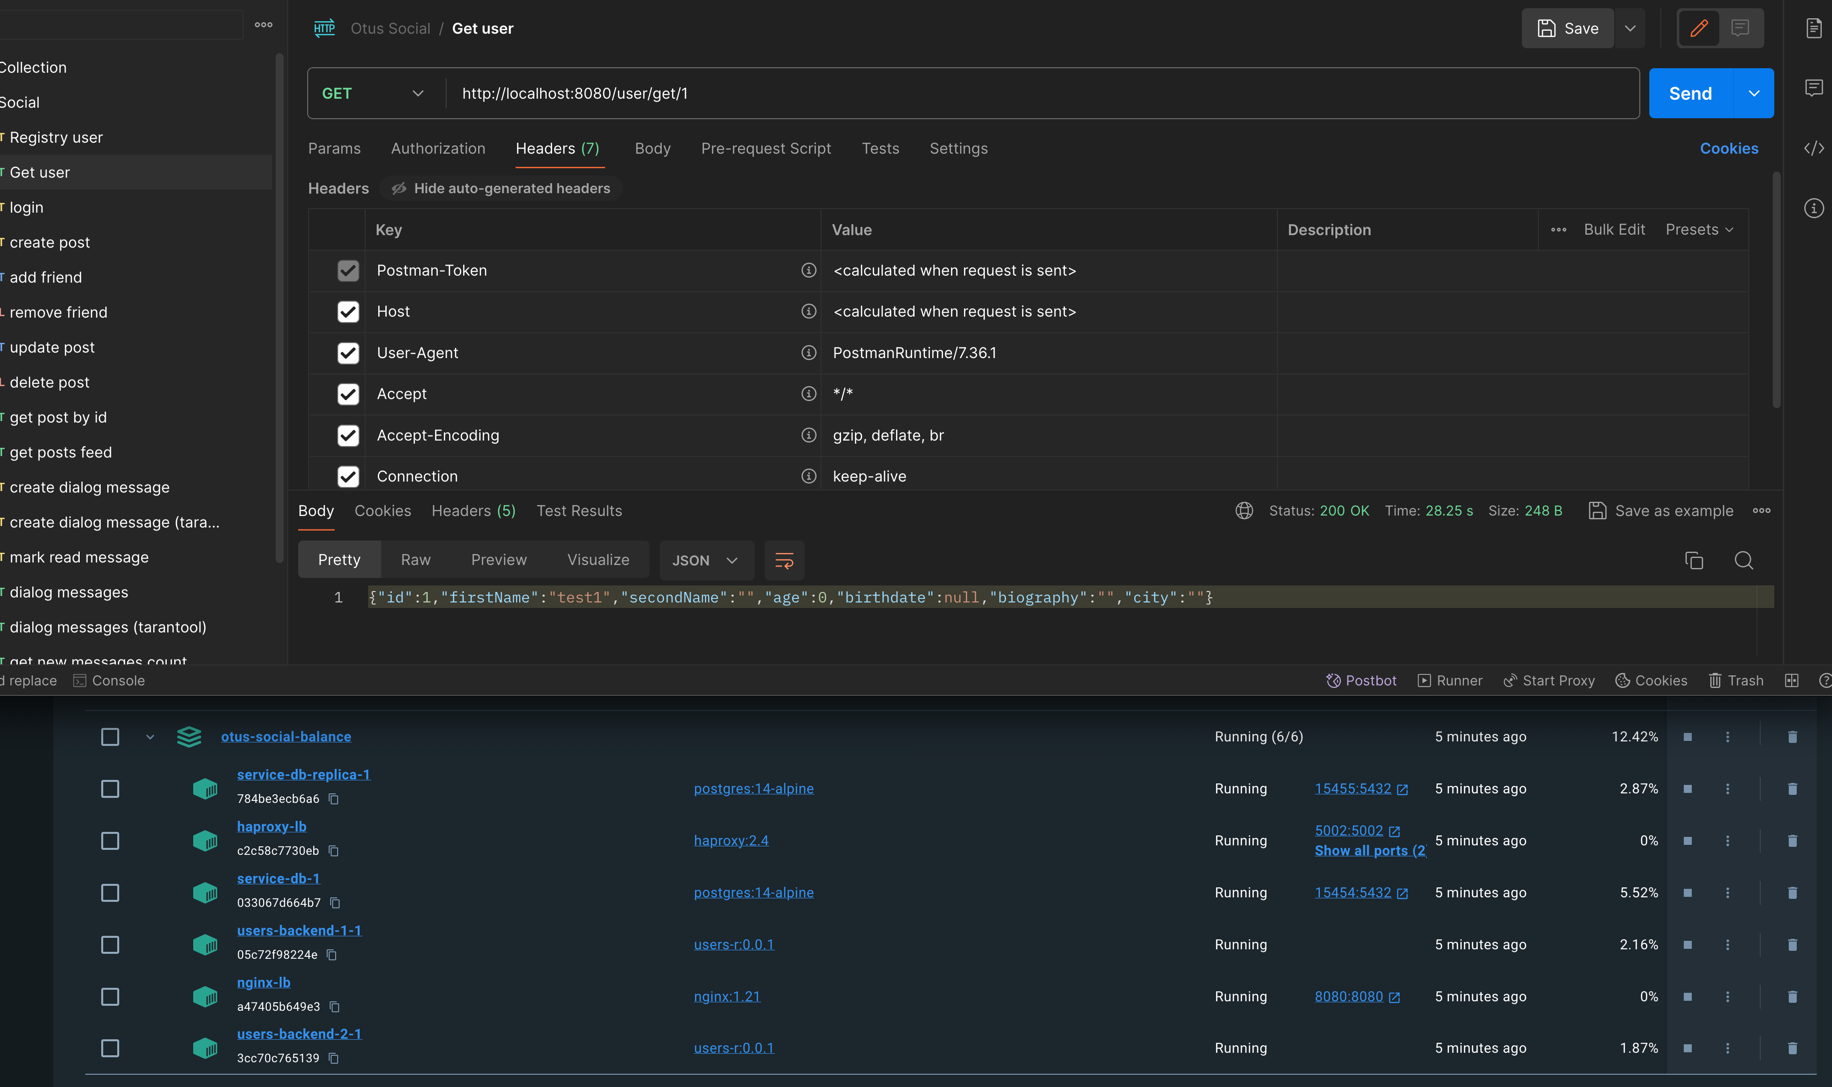 HTTP Otus Social / Get user
Save
Collection
Social
Registry user
Get user
login
create post
add friend
remove friend
update post
delete post
get post by id
get posts feed
create dialog message
create dialog message (tara...
mark read message
dialog messages
dialog messages (tarantool)
get new messages count
GET http://localhost:8080/user/get/1
Send
Params Authorization Headers (7) Body Pre-request Script Tests Settings Cookies
Headers Hide auto-generated headers
Key Value Description Bulk Edit Presets
Postman-Token <calculated when request is sent>
Host <calculated when request is sent>
User-Agent PostmanRuntime/7.36.1
Accept */*
Accept-Encoding gzip, deflate, br
Connection keep-alive
Body Cookies Headers (5) Test Results Status: 200 OK Time: 28.25 s Size: 248 B Save as example
Pretty Raw Preview Visualize JSON
1 {"id":1,"firstName":"test1","secondName":"","age":0,"birthdate":null,"biography":"","city":""}
d replace Console Postbot Runner Start Proxy Cookies Trash
otus-social-balance Running (6/6) 5 minutes ago 12.42%
service-db-replica-1
784be3ecb6a6 postgres:14-alpine Running 15455:5432 5 minutes ago 2.87%
haproxy-lb
c2c58c7730eb haproxy:2.4 Running 5002:5002 5 minutes ago 0%
Show all ports (2
service-db-1
033067d664b7 postgres:14-alpine Running 15454:5432 5 minutes ago 5.52%
users-backend-1-1
05c72f98224e users-r:0.0.1 Running 5 minutes ago 2.16%
nginx-lb
a47405b649e3 nginx:1.21 Running 8080:8080 5 minutes ago 0%
users-backend-2-1
3cc70c765139 users-r:0.0.1 Running 5 minutes ago 1.87%